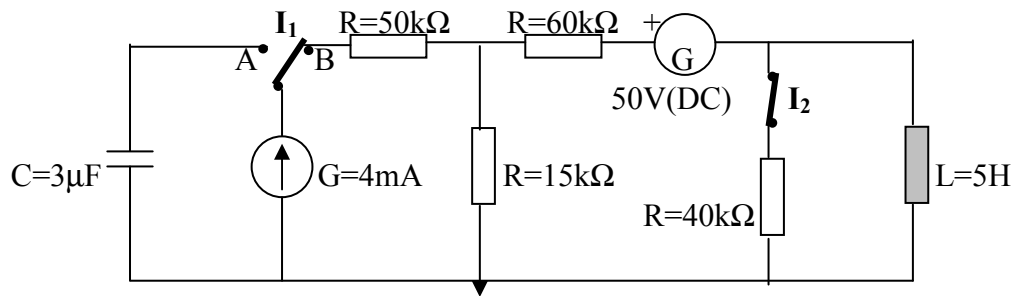 I₁ R=50kΩ R=60kΩ +
A B G
50V(DC) I₂
C=3μF G=4mA R=15kΩ L=5H
R=40kΩ